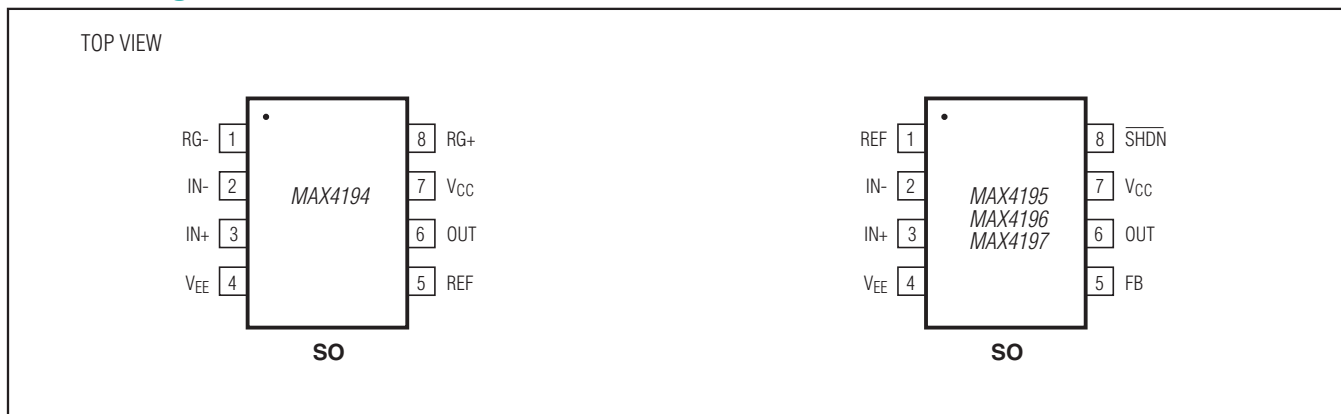 TOP VIEW
RG- 1
IN- 2
IN+ 3
VEE 4
MAX4194
8 RG+
7 VCC
6 OUT
5 REF
SO
REF 1
IN- 2
IN+ 3
VEE 4
MAX4195
MAX4196
MAX4197
8 SHDN
7 VCC
6 OUT
5 FB
SO